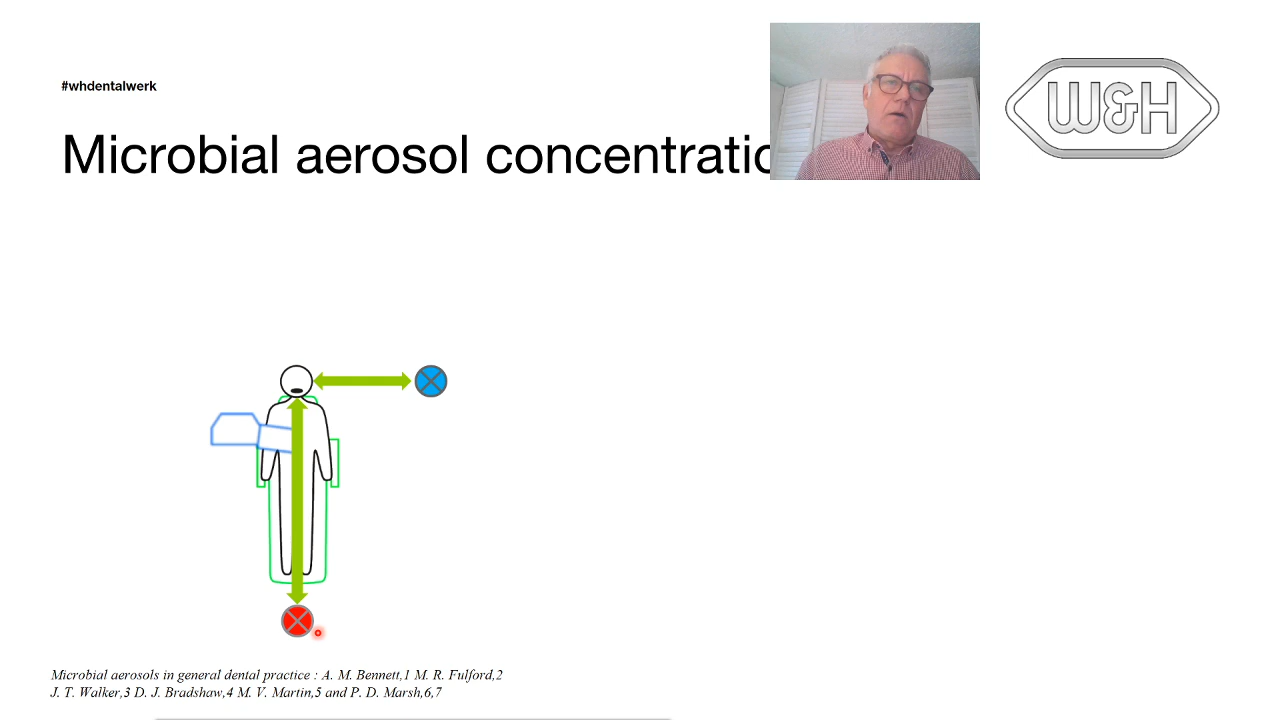 #whdentalwerk
W&H
Microbial aerosol concentratio
Microbial aerosols in general dental practice : A. M. Bennett,1 M. R. Fulford,2
J. T. Walker,3 D. J. Bradshaw,4 M. V. Martin,5 and P. D. Marsh,6,7